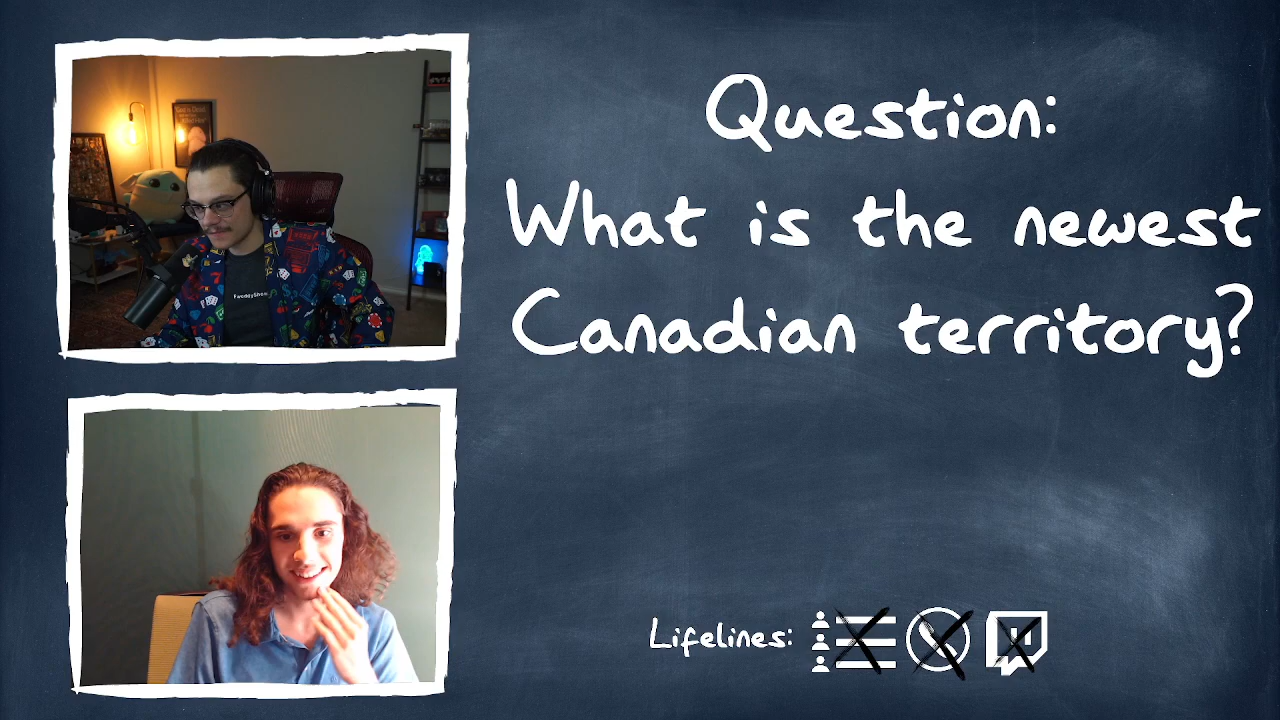 Question:
What is the newest
Canadian territory?
Lifelines: